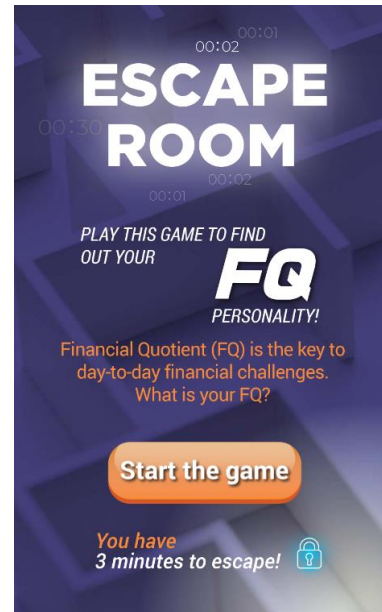 00:01
00:02
ESCAPE
00:30
ROOM
00:02
00:01
PLAY THIS GAME TO FIND
OUT YOUR
FQ
PERSONALITY!
Financial Quotient (FQ) is the key to
day-to-day financial challenges.
What is your FQ?
Start the game
You have
3 minutes to escape!